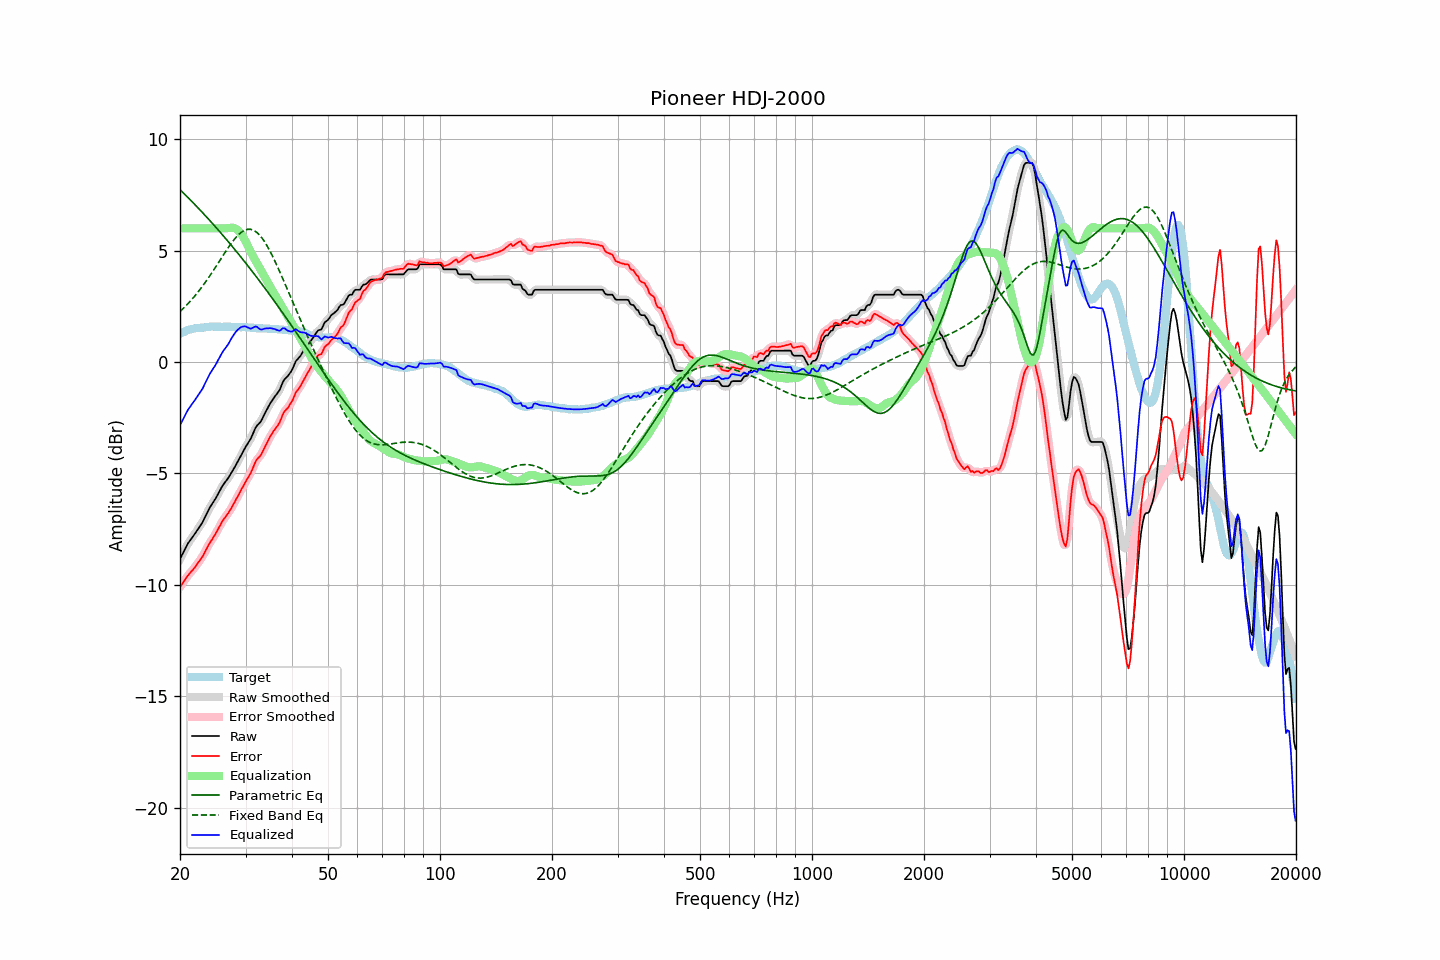 Pioneer HDJ-2000
10
5
0
−5
−10
−15
−20
Amplitude (dBr)
Target
Raw Smoothed
Error Smoothed
Raw
Error
Equalization
Parametric Eq
Fixed Band Eq
Equalized
20 50 100 200 500 1000 2000 5000 10000 20000
Frequency (Hz)